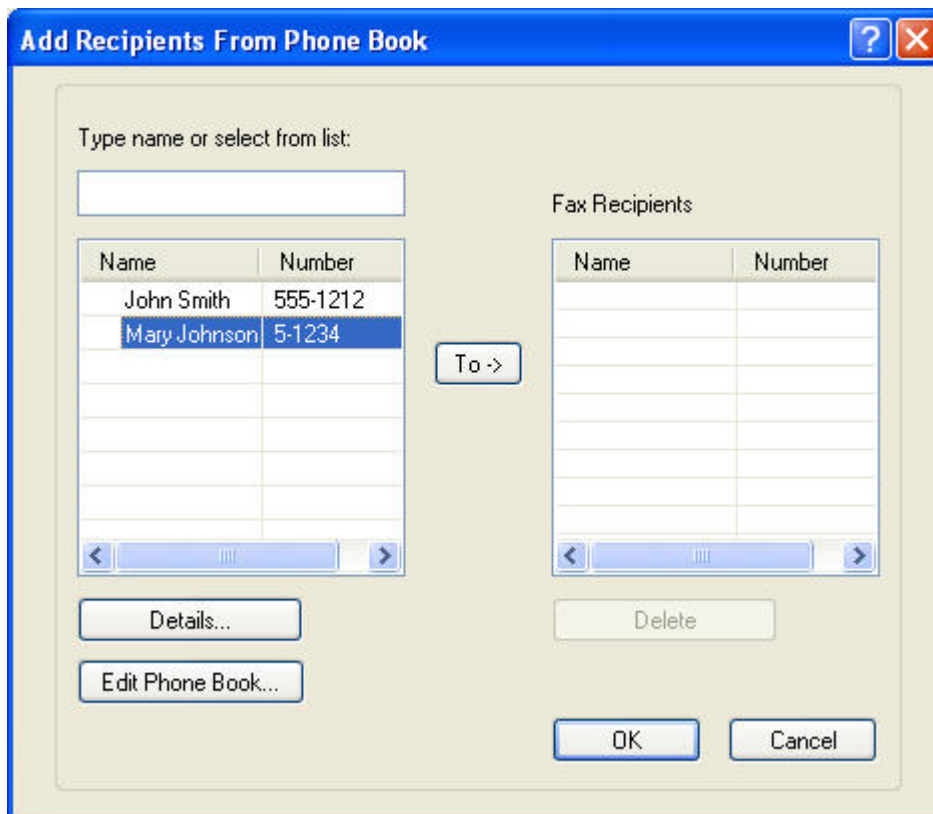 Add Recipients From Phone Book
Type name or select from list:
Fax Recipients
Name Number
John Smith 555-1212
Mary Johnson 5-1234
Name Number
To ->
Details...
Delete
Edit Phone Book...
OK Cancel